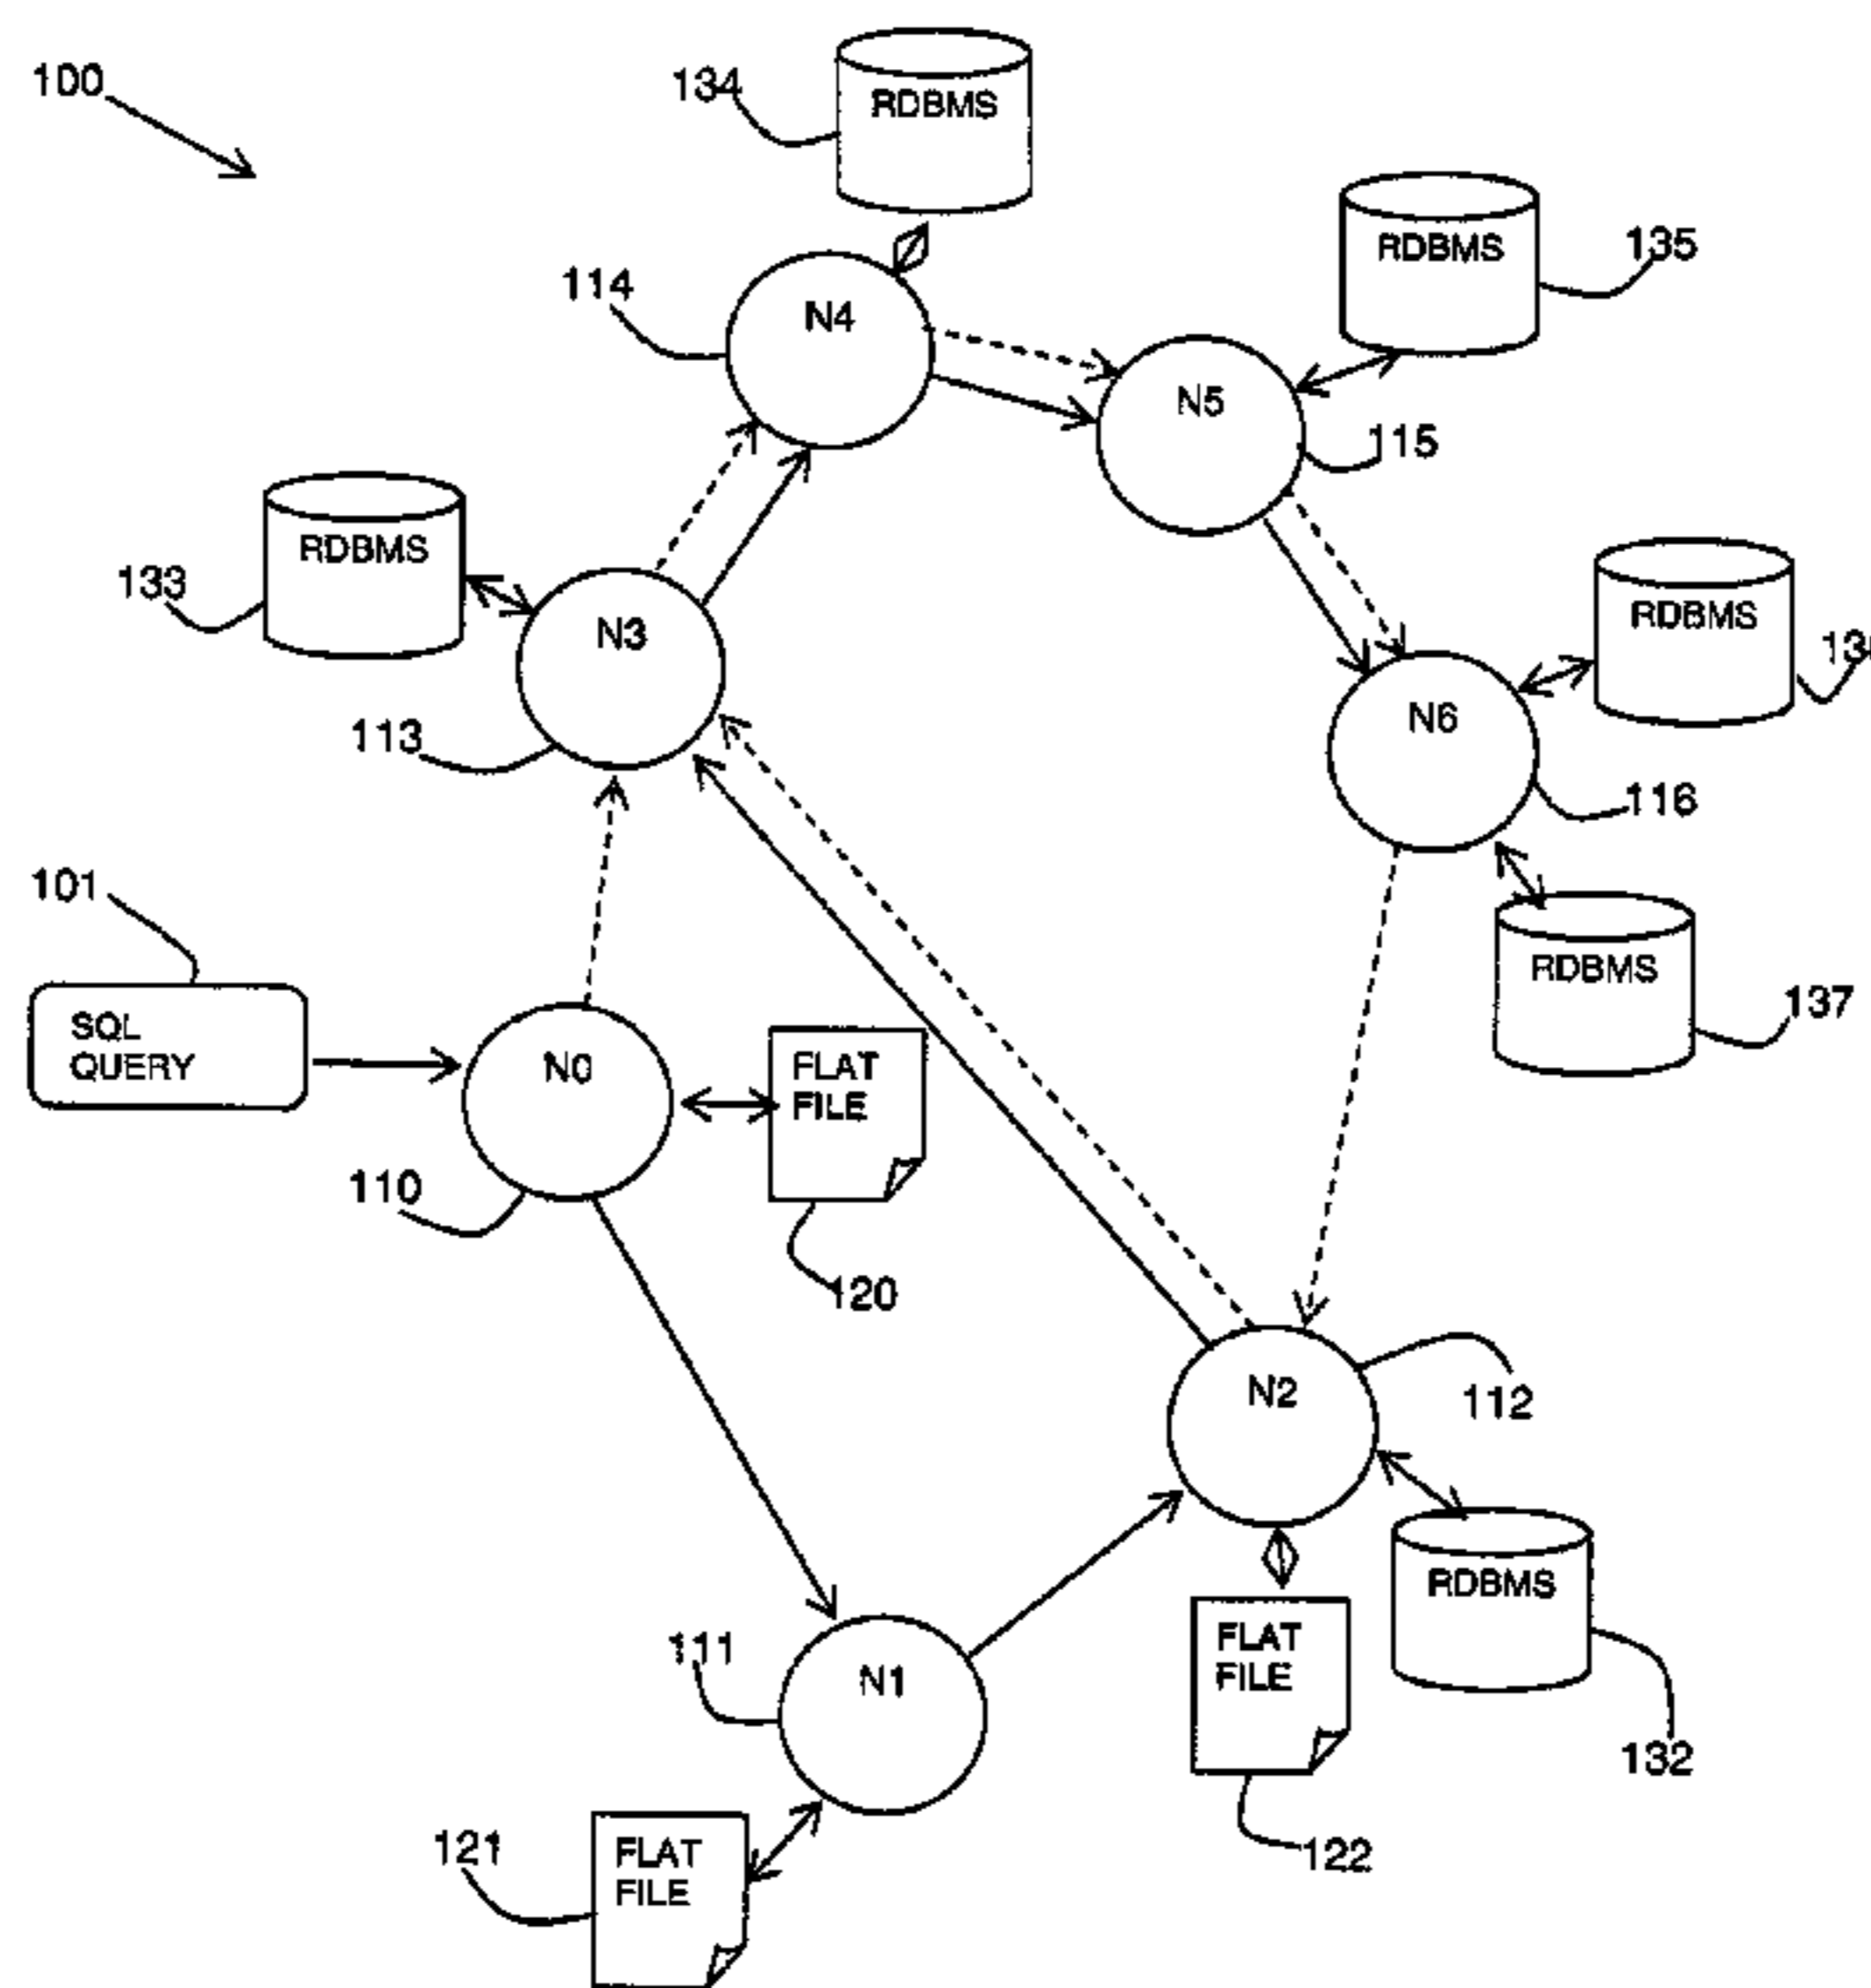 100
134
RDBMS
RDBMS
135
114
N4
N5
115
RDBMS
133
N3
RDBMS
N6
113
116
101
RDBMS
137
SQL
QUERY
N0
FLAT
FILE
110
120
N2
112
RDBMS
111
N1
FLAT
FILE
132
121
FLAT
FILE
122